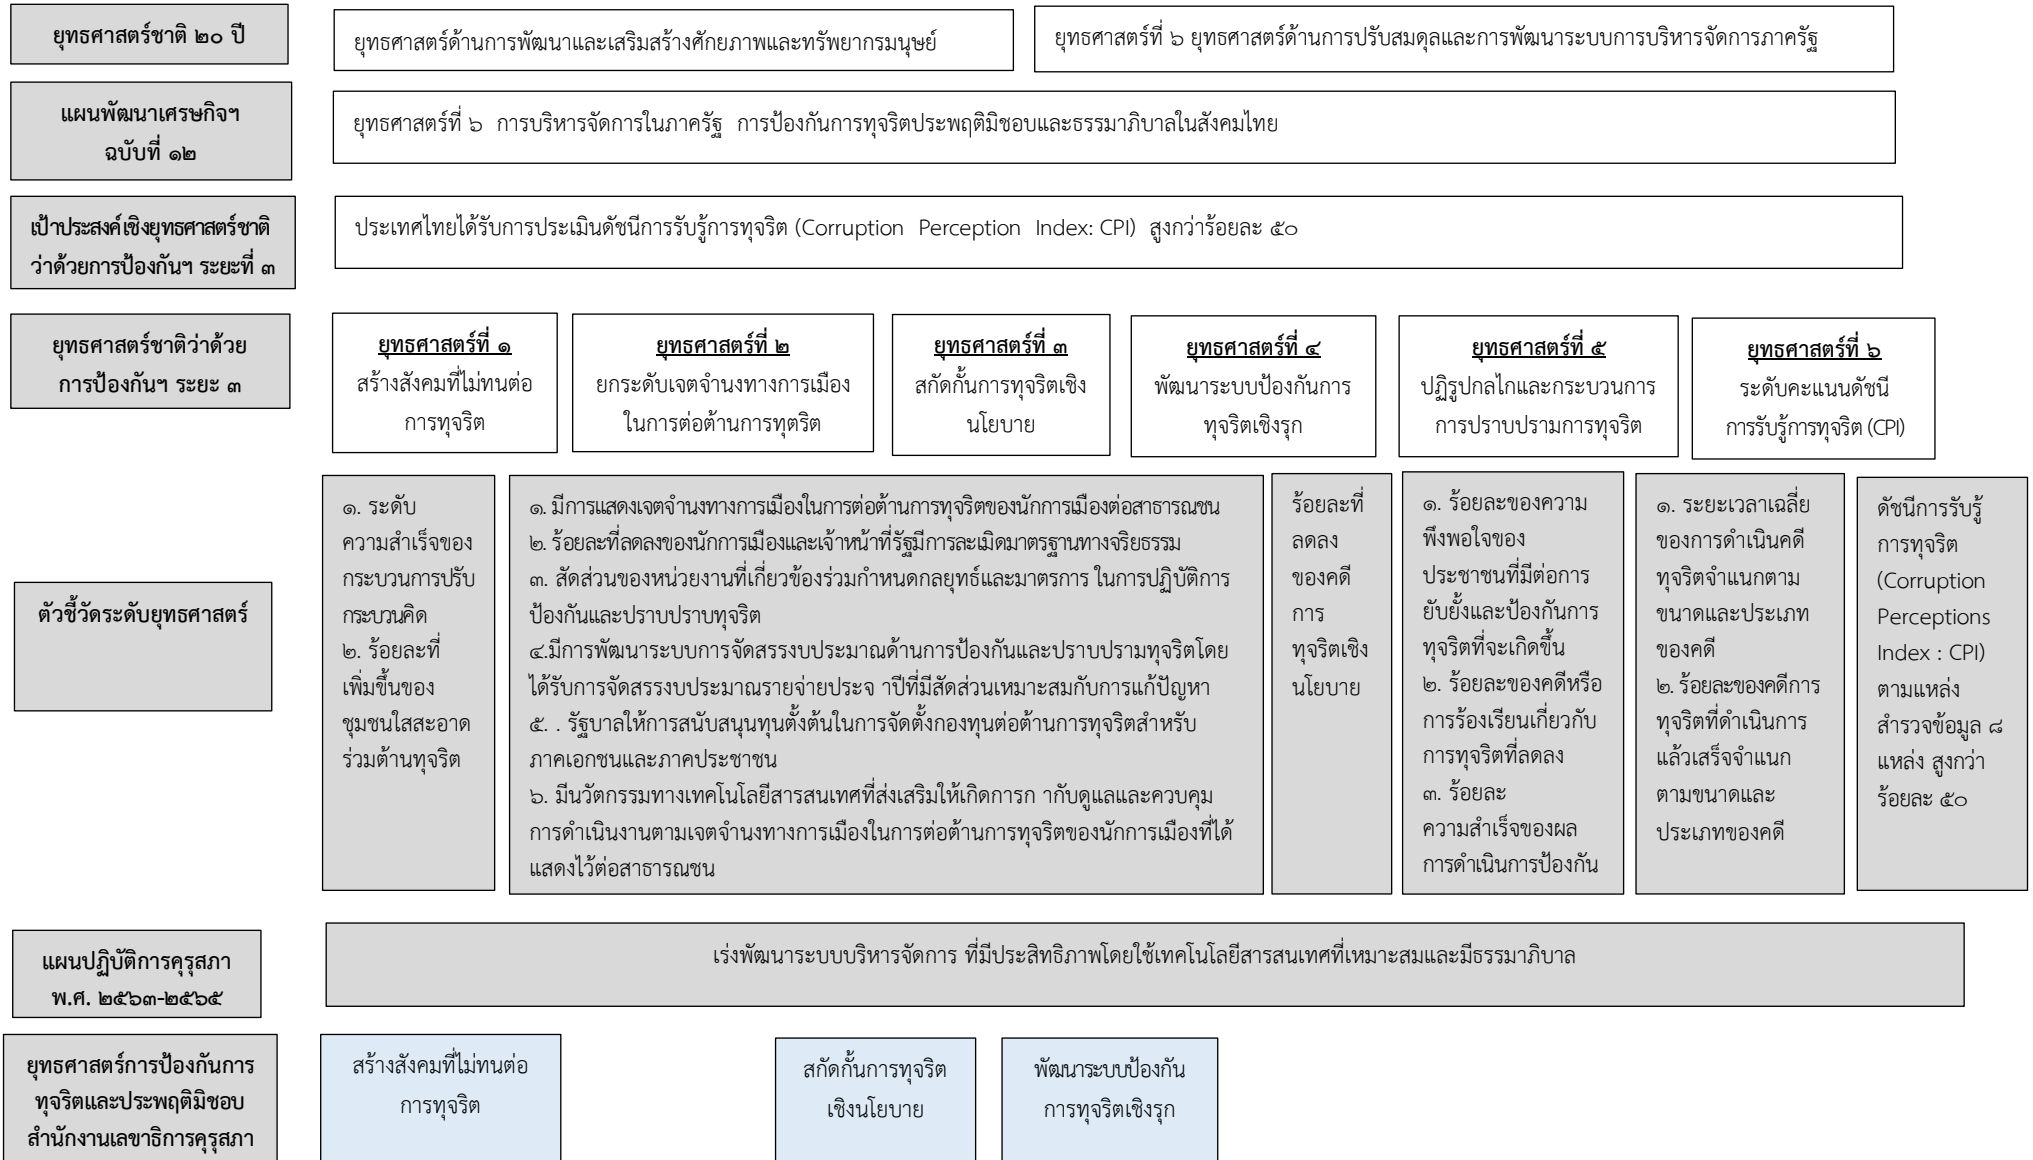 ยุทธศาสตร์ชาติ ๒๐ ปี
ยุทธศาสตร์ด้านการพัฒนาและเสริมสร้างศักยภาพและทรัพยากรมนุษย์
ยุทธศาสตร์ที่ ๖ ยุทธศาสตร์ด้านการปรับสมดุลและการพัฒนาระบบการบริหารจัดการภาครัฐ
แผนพัฒนาเศรษฐกิจฯ
ฉบับที่ ๑๒
ยุทธศาสตร์ที่ ๖ การบริหารจัดการในภาครัฐ การป้องกันการทุจริตประพฤติมิชอบและธรรมาภิบาลในสังคมไทย
เป้าประสงค์เชิงยุทธศาสตร์ชาติ
ว่าด้วยการป้องกันฯ ระยะที่ ๓
ประเทศไทยได้รับการประเมินดัชนีการรับรู้การทุจริต (Corruption Perception Index: CPI) สูงกว่าร้อยละ ๕๐
ยุทธศาสตร์ชาติว่าด้วย
การป้องกันฯ ระยะ ๓
ยุทธศาสตร์ที่ ๑
สร้างสังคมที่ไม่ทนต่อ
การทุจริต
ยุทธศาสตร์ที่ ๒
ยกระดับเจตจำนงทางการเมือง
ในการต่อต้านการทุตริต
ยุทธศาสตร์ที่ ๓
สกัดกั้นการทุจริตเชิง
นโยบาย
ยุทธศาสตร์ที่ ๔
พัฒนาระบบป้องกันการ
ทุจริตเชิงรุก
ยุทธศาสตร์ที่ ๕
ปฏิรูปกลไกและกระบวนการ
การปราบปรามการทุจริต
ยุทธศาสตร์ที่ ๖
ระดับคะแนนดัชนี
การรับรู้การทุจริต (CPI)
ตัวชี้วัดระดับยุทธศาสตร์
๑. ระดับ
ความสำเร็จของ
กระบวนการปรับ
กระบวนคิด
๒. ร้อยละที่
เพิ่มขึ้นของ
ชุมชนใสสะอาด
ร่วมต้านทุจริต
๑. มีการแสดงเจตจำนงทางการเมืองในการต่อต้านการทุจริตของนักการเมืองต่อสาธารณชน
๒. ร้อยละที่ลดลงของนักการเมืองและเจ้าหน้าที่รัฐมีการละเมิดมาตรฐานทางจริยธรรม
๓. สัดส่วนของหน่วยงานที่เกี่ยวข้องร่วมกำหนดกลยุทธ์และมาตรการ ในการปฏิบัติการ
ป้องกันและปราบปราบทุจริต
๔.มีการพัฒนาระบบการจัดสรรงบประมาณด้านการป้องกันและปราบปรามทุจริตโดย
ได้รับการจัดสรรงบประมาณรายจ่ายประจ าปีที่มีสัดส่วนเหมาะสมกับการแก้ปัญหา
๕. . รัฐบาลให้การสนับสนุนทุนตั้งต้นในการจัดตั้งกองทุนต่อต้านการทุจริตสำหรับ
ภาคเอกชนและภาคประชาชน
๖. มีนวัตกรรมทางเทคโนโลยีสารสนเทศที่ส่งเสริมให้เกิดการก ากับดูแลและควบคุม
การดำเนินงานตามเจตจำนงทางการเมืองในการต่อต้านการทุจริตของนักการเมืองที่ได้
แสดงไว้ต่อสาธารณชน
ร้อยละที่
ลดลง
ของคดี
การ
ทุจริตเชิง
นโยบาย
๑. ร้อยละของความ
พึงพอใจของ
ประชาชนที่มีต่อการ
ยับยั้งและป้องกันการ
ทุจริตที่จะเกิดขึ้น
๒. ร้อยละของคดีหรือ
การร้องเรียนเกี่ยวกับ
การทุจริตที่ลดลง
๓. ร้อยละ
ความสำเร็จของผล
การดำเนินการป้องกัน
๑. ระยะเวลาเฉลี่ย
ของการดำเนินคดี
ทุจริตจำแนกตาม
ขนาดและประเภท
ของคดี
๒. ร้อยละของคดีการ
ทุจริตที่ดำเนินการ
แล้วเสร็จจำแนก
ตามขนาดและ
ประเภทของคดี
ดัชนีการรับรู้
การทุจริต
(Corruption
Perceptions
Index : CPI)
ตามแหล่ง
สำรวจข้อมูล ๘
แหล่ง สูงกว่า
ร้อยละ ๕๐
แผนปฏิบัติการคุรุสภา
พ.ศ. ๒๕๖๓-๒๕๖๕
เร่งพัฒนาระบบบริหารจัดการ ที่มีประสิทธิภาพโดยใช้เทคโนโลยีสารสนเทศที่เหมาะสมและมีธรรมาภิบาล
ยุทธศาสตร์การป้องกันการ
ทุจริตและประพฤติมิชอบ
สำนักงานเลขาธิการคุรุสภา
สร้างสังคมที่ไม่ทนต่อ
การทุจริต
สกัดกั้นการทุจริต
เชิงนโยบาย
พัฒนาระบบป้องกัน
การทุจริตเชิงรุก